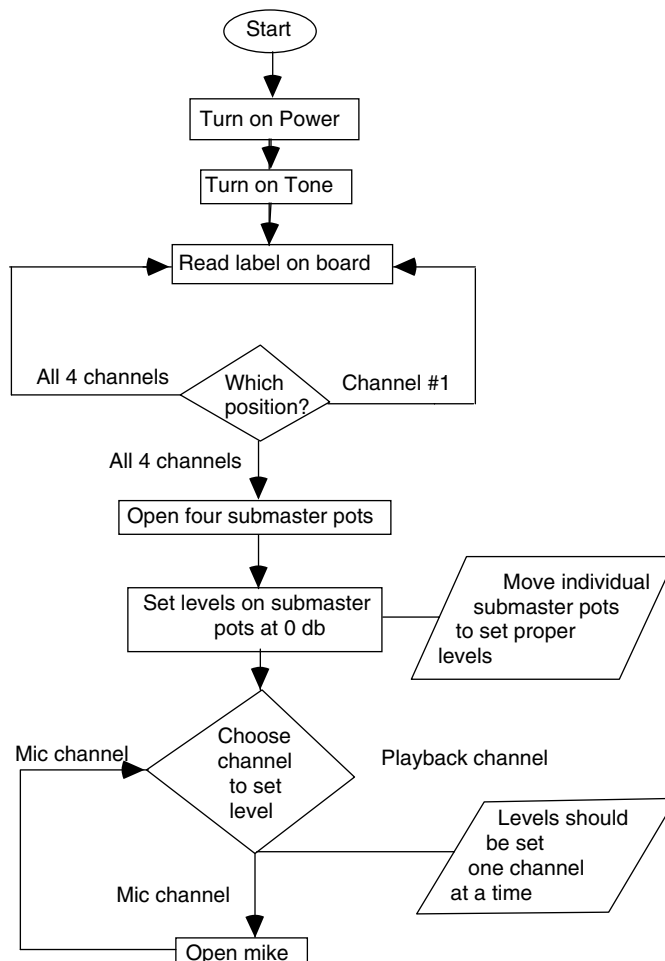 Start
Turn on Power
Turn on Tone
Read label on board
All 4 channels
Which
position?
Channel #1
All 4 channels
Open four submaster pots
Set levels on submaster
pots at 0 db
Move individual
submaster pots
to set proper
levels
Mic channel
Choose
channel
to set
level
Playback channel
Levels should
be set
one channel
at a time
Mic channel
Open mike